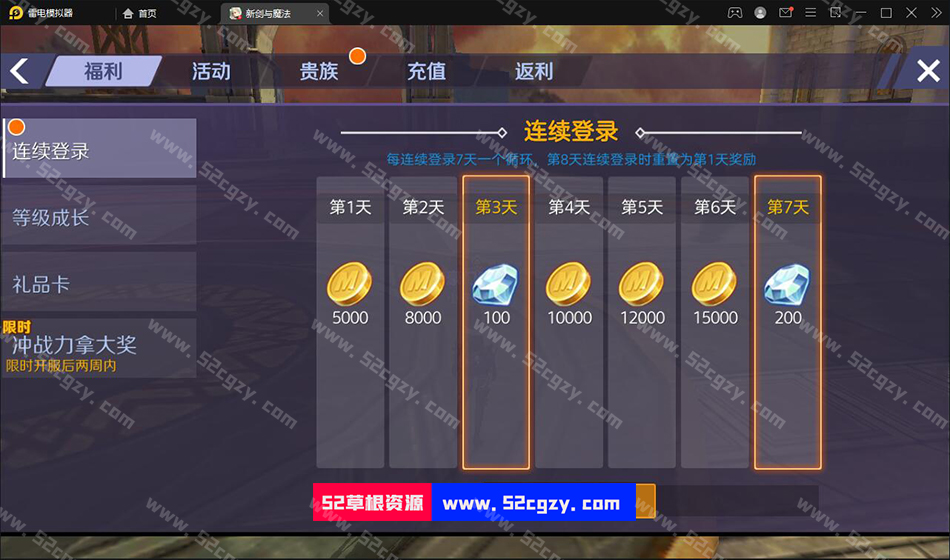 雷电模拟器
首页
新剑与魔法
福利
活动
贵族
充值
返利
连续登录
等级成长
礼品卡
限时
冲战力拿大奖
限时开服后两周内
连续登录
每连续登录7天一个循环，第8天连续登录时重置为第1天奖励
第1天
第2天
第3天
第4天
第5天
第6天
第7天
5000
8000
100
10000
12000
15000
200
52草根资源
www.52cgzy.com